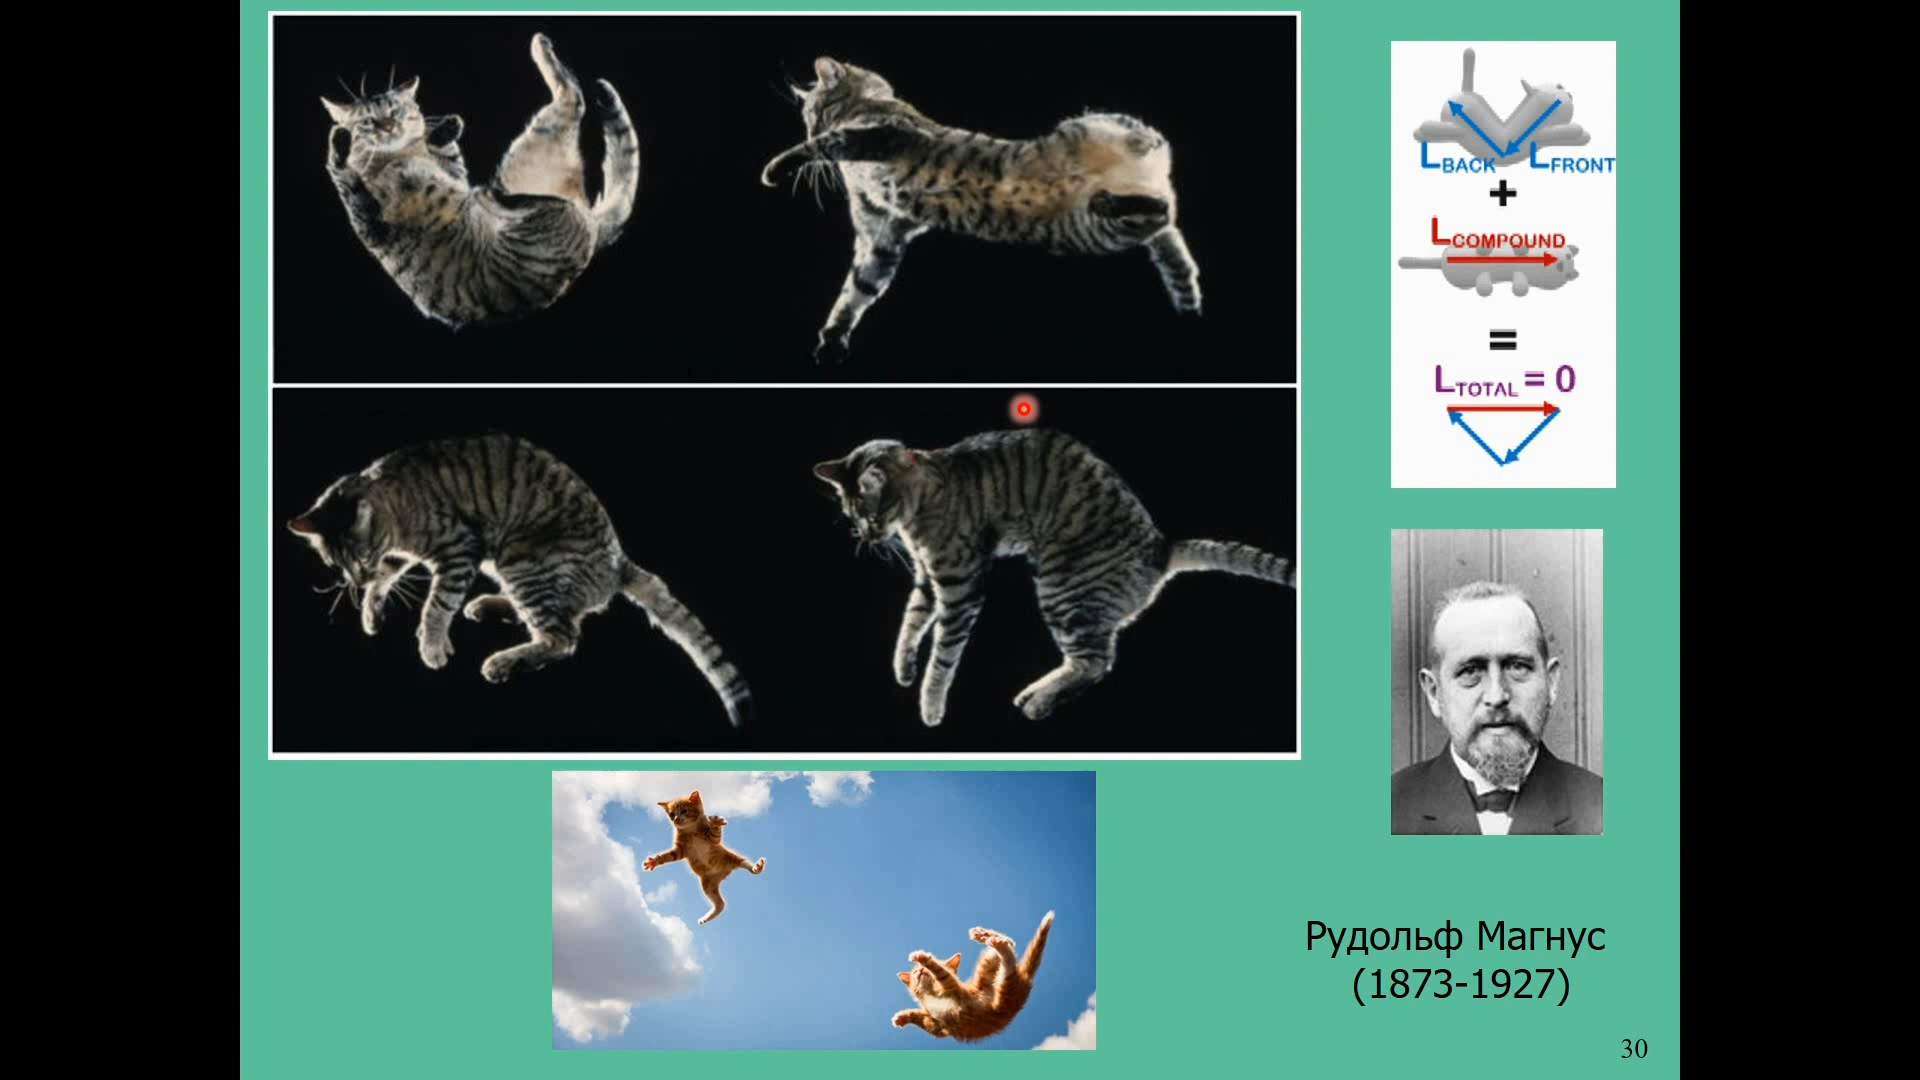 LBACK LFRONT
+
LCOMPOUND
=
LTOTAL = 0
Рудольф Магнус
(1873-1927)
30